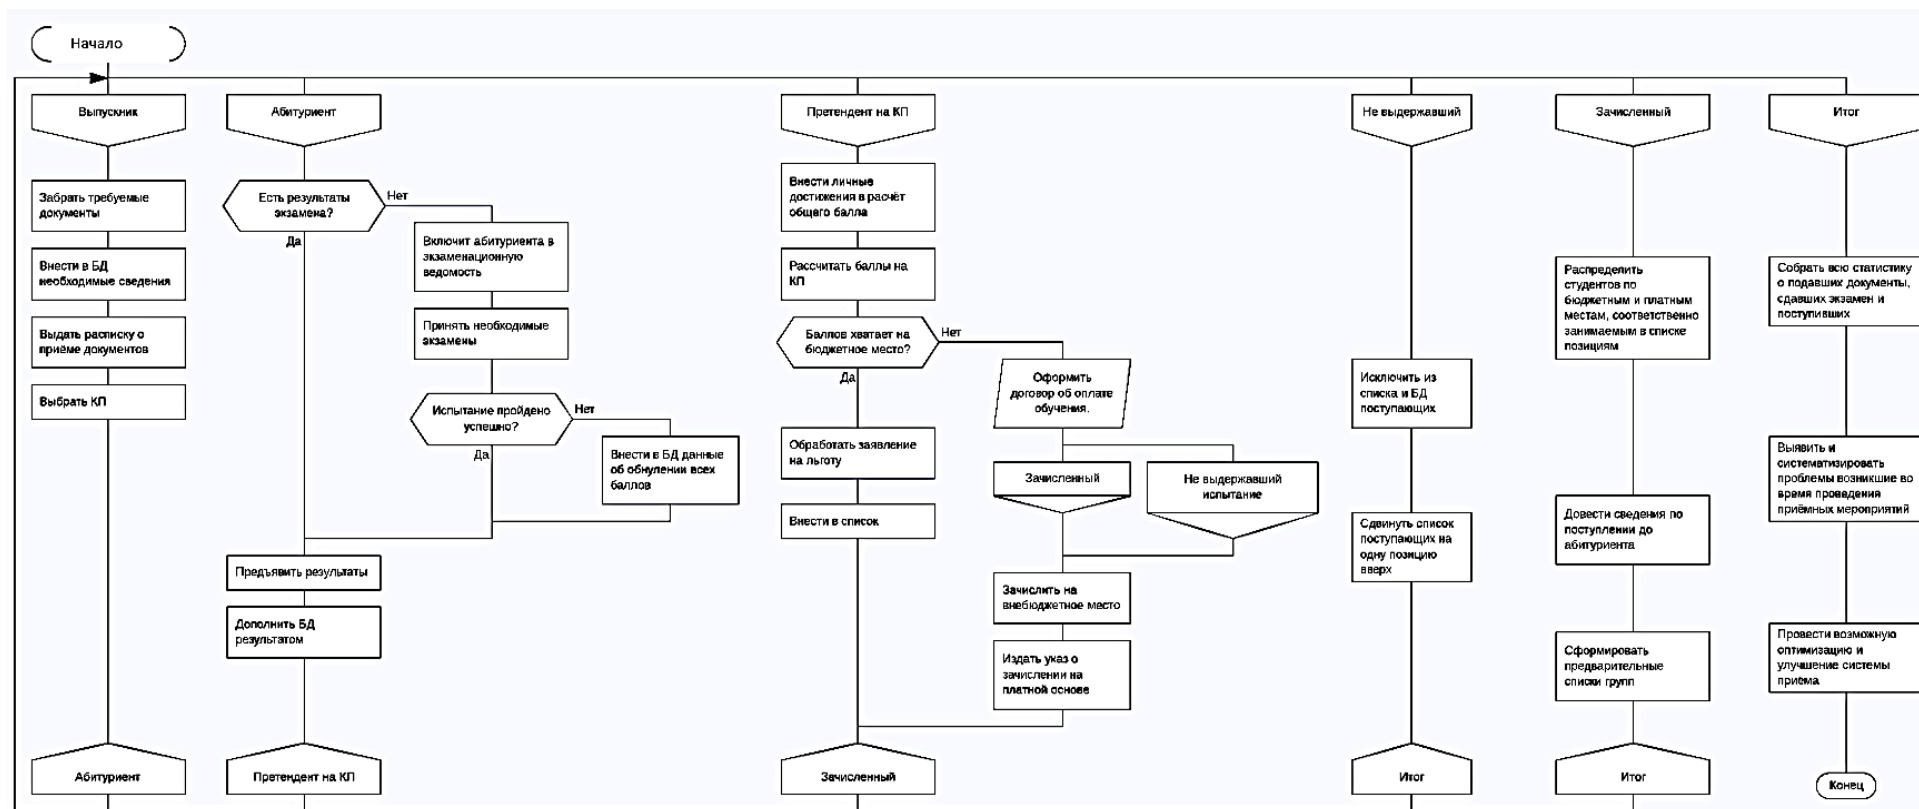 Начало
Выпускник
Забрать требуемые
документы
Внести в БД
необходимые сведения
Выдать расписку о
приёме документов
Выбрать КП
Абитуриент
Абитуриент
Есть результаты
экзамена?
Нет
Да
Включит абитуриента в
экзаменационную
ведомость
Принять необходимые
экзамены
Испытание пройдено
успешно?
Нет
Да
Внести в БД данные
об обнулении всех
баллов
Предъявить результаты
Дополнить БД
результатом
Претендент на КП
Претендент на КП
Внести личные
достижения в расчёт
общего балла
Рассчитать баллы на
КП
Баллов хватает на
бюджетное место?
Нет
Да
Обработать заявление
на льготу
Внести в список
Оформить
договор об оплате
обучения.
Зачисленный
Не выдержавший
испытание
Зачислить на
внебюджетное место
Издать указ о
зачислении на
платной основе
Зачисленный
Не выдержавший
Исключить из
списка и БД
поступающих
Сдвинуть список
поступающих на
одну позицию
вверх
Итог
Зачисленный
Распределить
студентов по
бюджетным и платным
местам, соответственно
занимаемым в списке
позициям
Довести сведения по
поступлении до
абитуриента
Сформировать
предварительные
списки групп
Итог
Итог
Собрать всю статистику
о подавших документы,
сдавших экзамен и
поступивших
Выявить и
систематизировать
проблемы возникшие во
время проведения
приёмных мероприятий
Провести возможную
оптимизацию и
улучшение системы
приёма
Конец